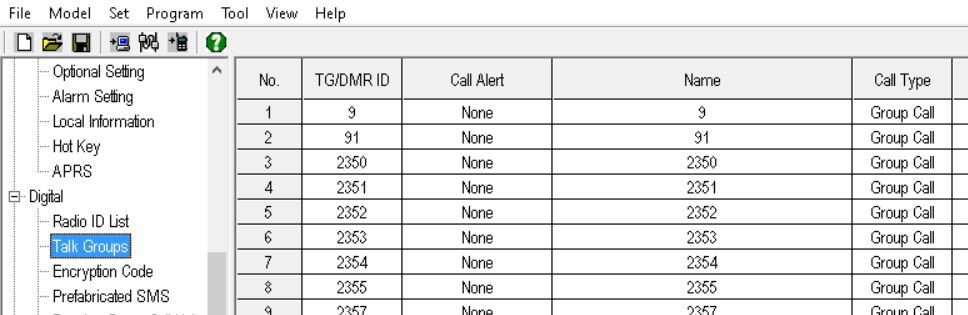 File Model Set Program Tool View Help
Optional Setting
Alarm Setting
Local Information
Hot Key
APRS
Digital
Radio ID List
Talk Groups
Encryption Code
Prefabricated SMS
No. TG/DMR ID Call Alert Name Call Type
1 9 None 9 Group Call
2 91 None 91 Group Call
3 2350 None 2350 Group Call
4 2351 None 2351 Group Call
5 2352 None 2352 Group Call
6 2353 None 2353 Group Call
7 2354 None 2354 Group Call
8 2355 None 2355 Group Call
9 2357 None 2357 Group Call